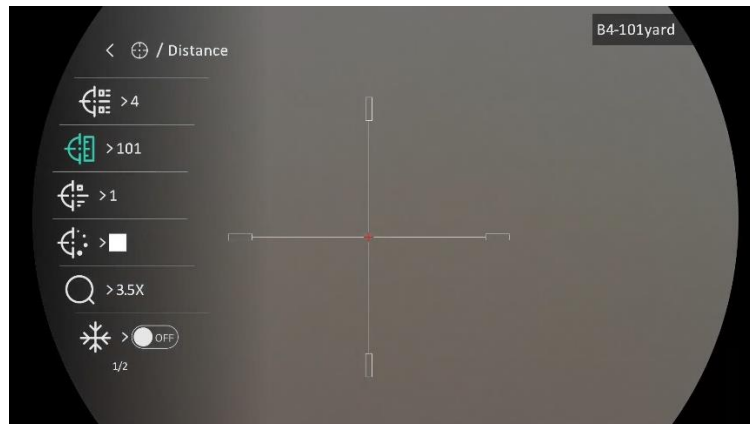 B4-101yard
< / Distance
>4
>101
>1
>
>3.5X
> OFF
1/2